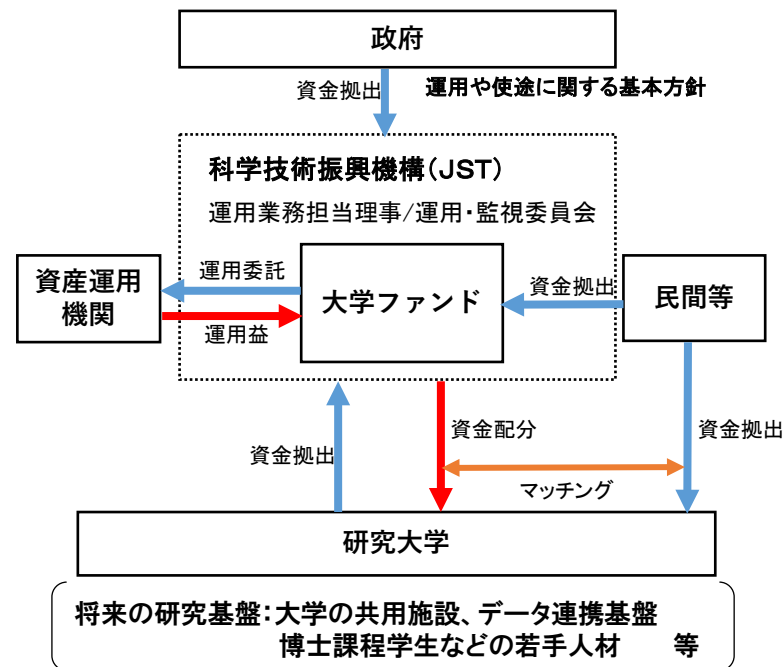 政府
資金拠出
運用や使途に関する基本方針
科学技術振興機構(JST)
運用業務担当理事/運用・監視委員会
資産運用
機関
運用委託
運用益
大学ファンド
資金拠出
民間等
資金拠出
資金配分
資金拠出
マッチング
研究大学
将来の研究基盤:大学の共用施設、データ連携基盤
博士課程学生などの若手人材 等